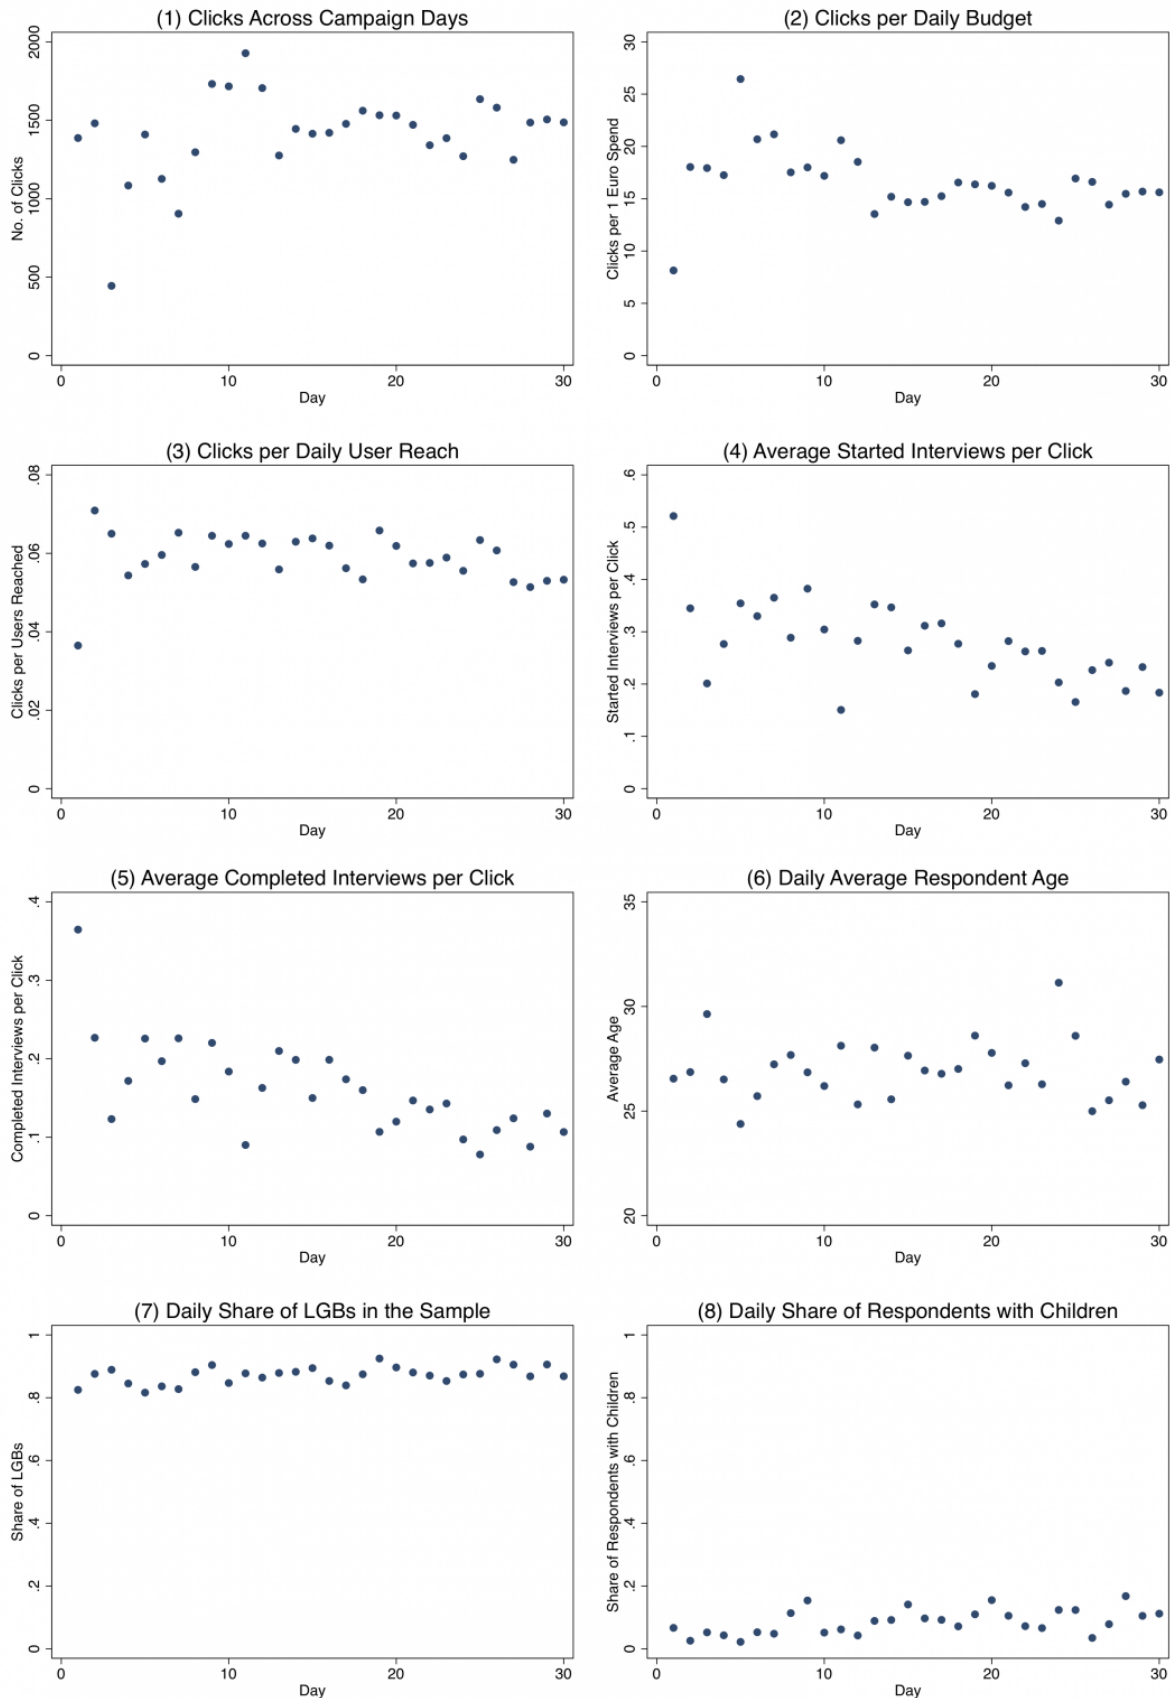 (1) Clicks Across Campaign Days
No. of Clicks
2000
1500
1000
500
0
0 10 20 30
Day
(2) Clicks per Daily Budget
Clicks per 1 Euro Spend
30
25
20
15
10
5
0
0 10 20 30
Day
(3) Clicks per Daily User Reach
Clicks per Users Reached
.08
.06
.04
.02
0
0 10 20 30
Day
(4) Average Started Interviews per Click
Started Interviews per Click
.6
.5
.4
.3
.2
.1
0
0 10 20 30
Day
(5) Average Completed Interviews per Click
Completed Interviews per Click
.4
.3
.2
.1
0
0 10 20 30
Day
(6) Daily Average Respondent Age
Average Age
35
30
25
20
0 10 20 30
Day
(7) Daily Share of LGBs in the Sample
Share of LGBs
1
.8
.6
.4
.2
0
0 10 20 30
Day
(8) Daily Share of Respondents with Children
Share of Respondents with Children
1
.8
.6
.4
.2
0
0 10 20 30
Day